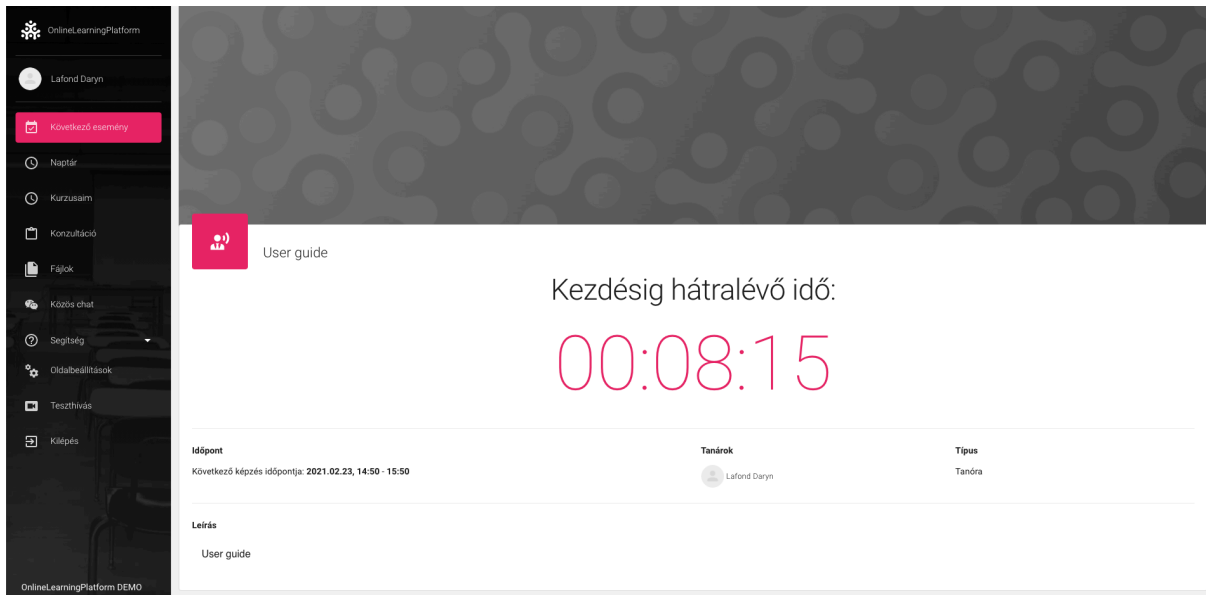 OnlineLearningPlatform
Lafond Daryn
Következő esemény
Naptár
Kurzusaim
Konzultáció
Fájlok
Közös chat
Segítség
Oldalbeállítások
Teszthívás
Kilépés
OnlineLearningPlatform DEMO
User guide
Kezdésig hátralévő idő:
00:08:15
Időpont
Következő képzés időpontja: 2021.02.23, 14:50 - 15:50
Tanárok
Lafond Daryn
Típus
Tanóra
Leírás
User guide